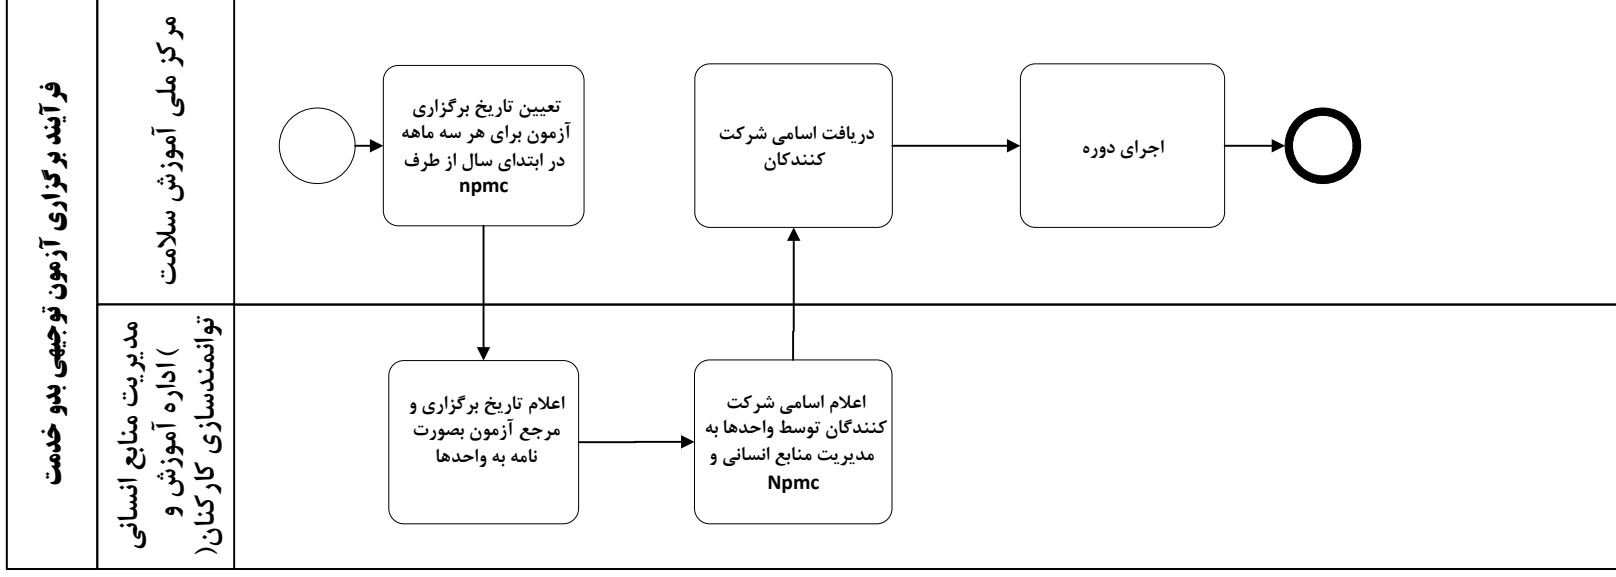 فرآیند برگزاری آزمون توجیهی بدو خدمت
مرکز ملی آموزش سلامت
تعیین تاریخ برگزاری
آزمون برای هر سه ماهه
در ابتدای سال از طرف
npmc
دریافت اسامی شرکت
کنندکان
اجرای دوره
مدیریت منابع انسانی
) اداره آموزش و
توانمندسازی کارکنان(
اعلام تاریخ برگزاری و
مرجع آزمون بصورت
نامه به واحدها
اعلام اسامی شرکت
کنندگان توسط واحدها به
مدیریت منابع انسانی و
Npmc